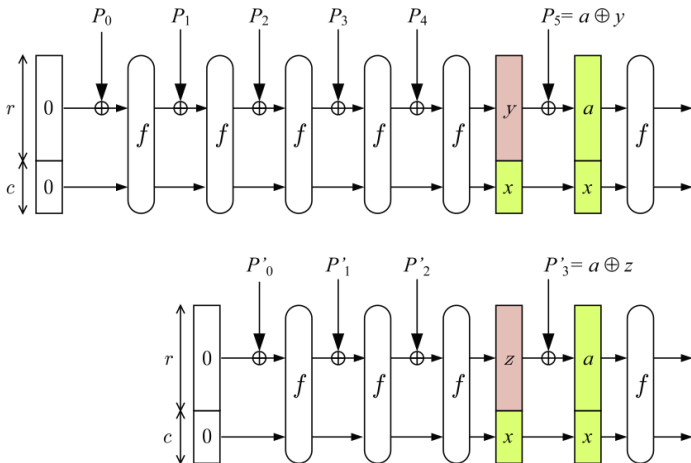 P₀ P₁ P₂ P₃ P₄ P₅= a ⊕ y
r 0 f f f f f y a f
c 0 x x
P'₀ P'₁ P'₂ P'₃= a ⊕ z
r 0 f f f z a f
c 0 x x